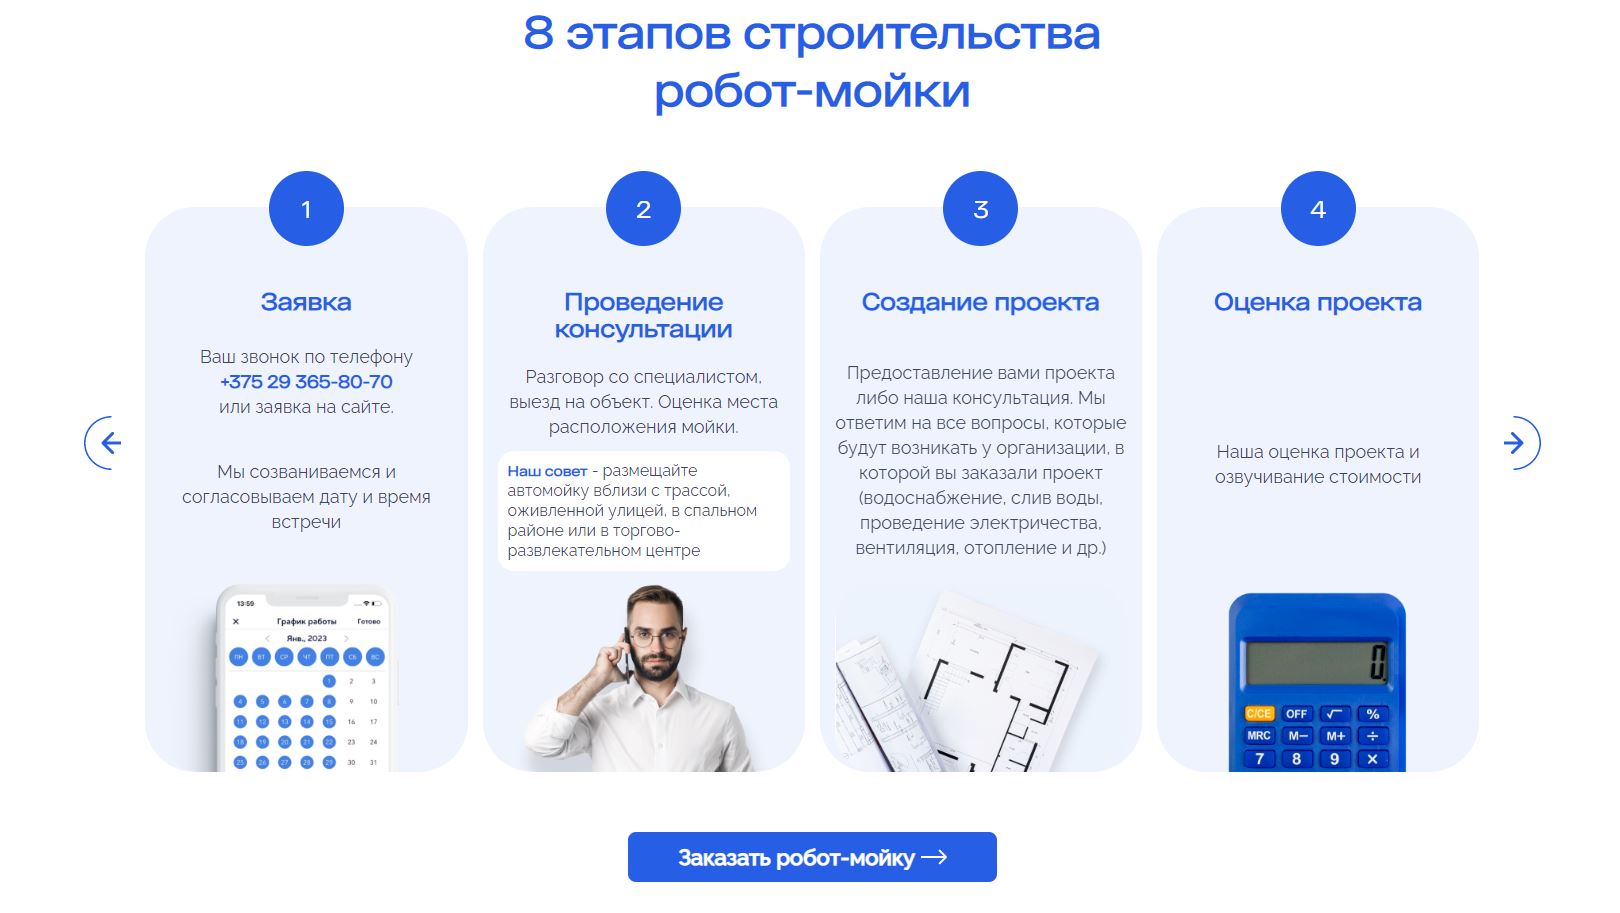 8 этапов строительства
робот-мойки
1
Заявка
Ваш звонок по телефону
+375 29 365-80-70
или заявка на сайте.
Мы созваниваемся и
согласовываем дату и время
встречи
13:59
График работы
Готово
Янв., 2023
ПН ВТ СР ЧТ ПТ СБ ВС
1 2 3
4 5 6 7 8 9 10
11 12 13 14 15 16 17
18 19 20 21 22 23 24
25 26 27 28 29 30 31
2
Проведение
консультации
Разговор со специалистом,
выезд на объект. Оценка места
расположения мойки.
Наш совет - размещайте
автомойку вблизи с трассой,
оживленной улицей, в спальном
районе или в торгово-
развлекательном центре
3
Создание проекта
Предоставление вами проекта
либо наша консультация. Мы
ответим на все вопросы, которые
будут возникать у организации, в
которой вы заказали проект
(водоснабжение, слив воды,
проведение электричества,
вентиляция, отопление и др.)
4
Оценка проекта
Наша оценка проекта и
озвучивание стоимости
0.
C/CE OFF √ %
MRC M− M+ ÷
7 8 9 ×
Заказать робот-мойку